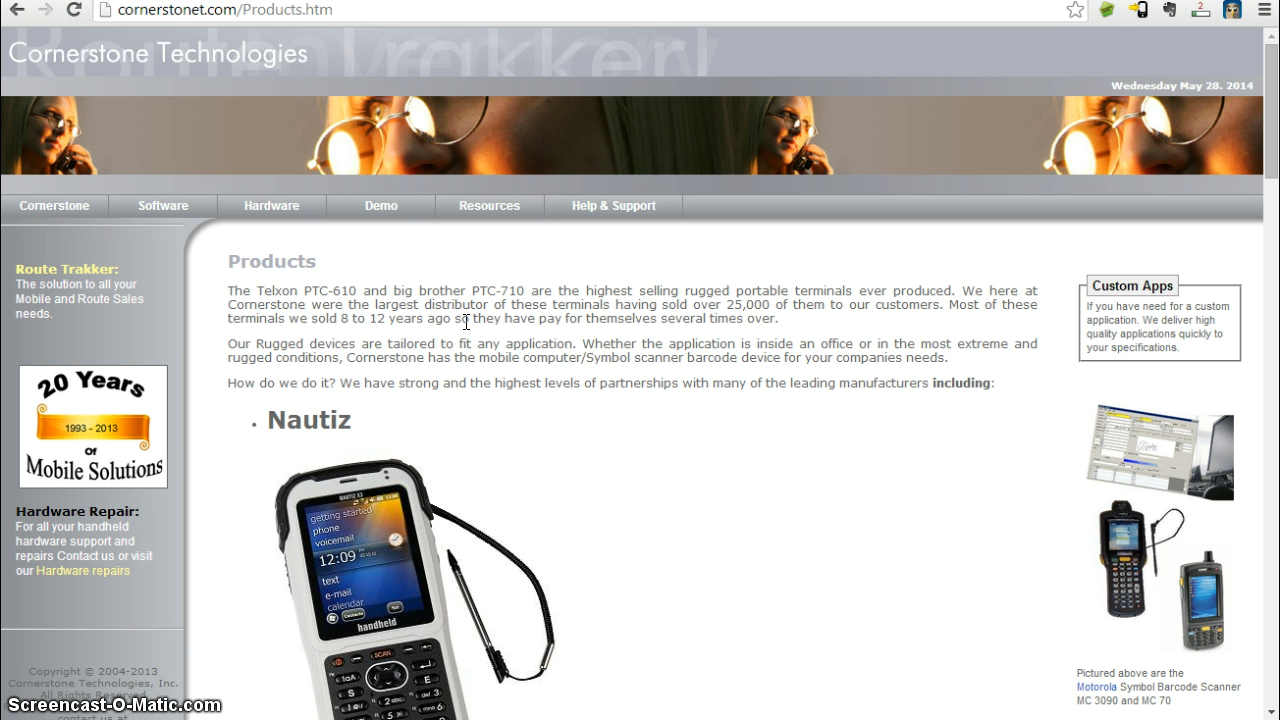 cornerstonet.com/Products.htm
2
Cornerstone Technologies
Wednesday May 28, 2014
Cornerstone
Software
Hardware
Demo
Resources
Help & Support
Route Trakker:
The solution to all your
Mobile and Route Sales
needs.
20 Years
1993 - 2013
Of
Mobile Solutions
Hardware Repair:
For all your handheld
hardware support and
repairs Contact us or visit
our Hardware repairs
Copyright © 2004-2013
Cornerstone Technologies, Inc.
All Rights Reserved
contact us at
Products
The Telxon PTC-610 and big brother PTC-710 are the highest selling rugged portable terminals ever produced. We here at
Cornerstone were the largest distributor of these terminals having sold over 25,000 of them to our customers. Most of these
terminals we sold 8 to 12 years ago so they have pay for themselves several times over.
Our Rugged devices are tailored to fit any application. Whether the application is inside an office or in the most extreme and
rugged conditions, Cornerstone has the mobile computer/Symbol scanner barcode device for your companies needs.
How do we do it? We have strong and the highest levels of partnerships with many of the leading manufacturers including:
• Nautiz
NAUTIZ X3
getting started
phone
voicemail
12:09
text
e-mail
calendar
handheld
SCAN
Custom Apps
If you have need for a custom
application. We deliver high
quality applications quickly to
your specifications.
Pictured above are the
Motorola Symbol Barcode Scanner
MC 3090 and MC 70
Screencast-O-Matic.com